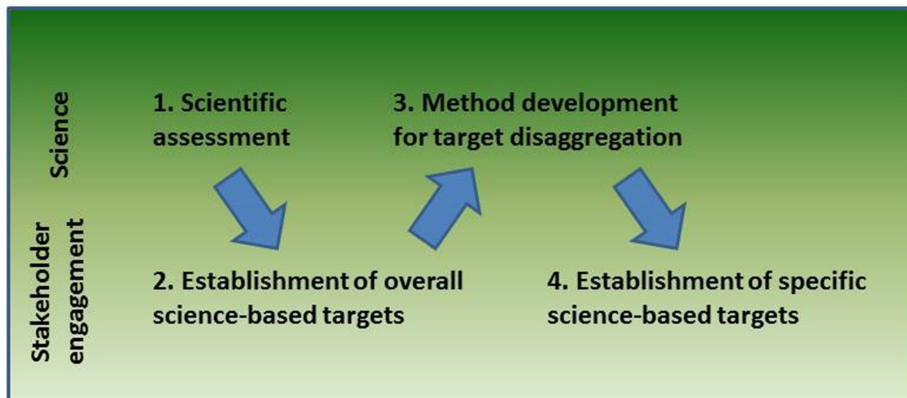 Science
1. Scientific
assessment
3. Method development
for target disaggregation
Stakeholder
engagement
2. Establishment of overall
science-based targets
4. Establishment of specific
science-based targets